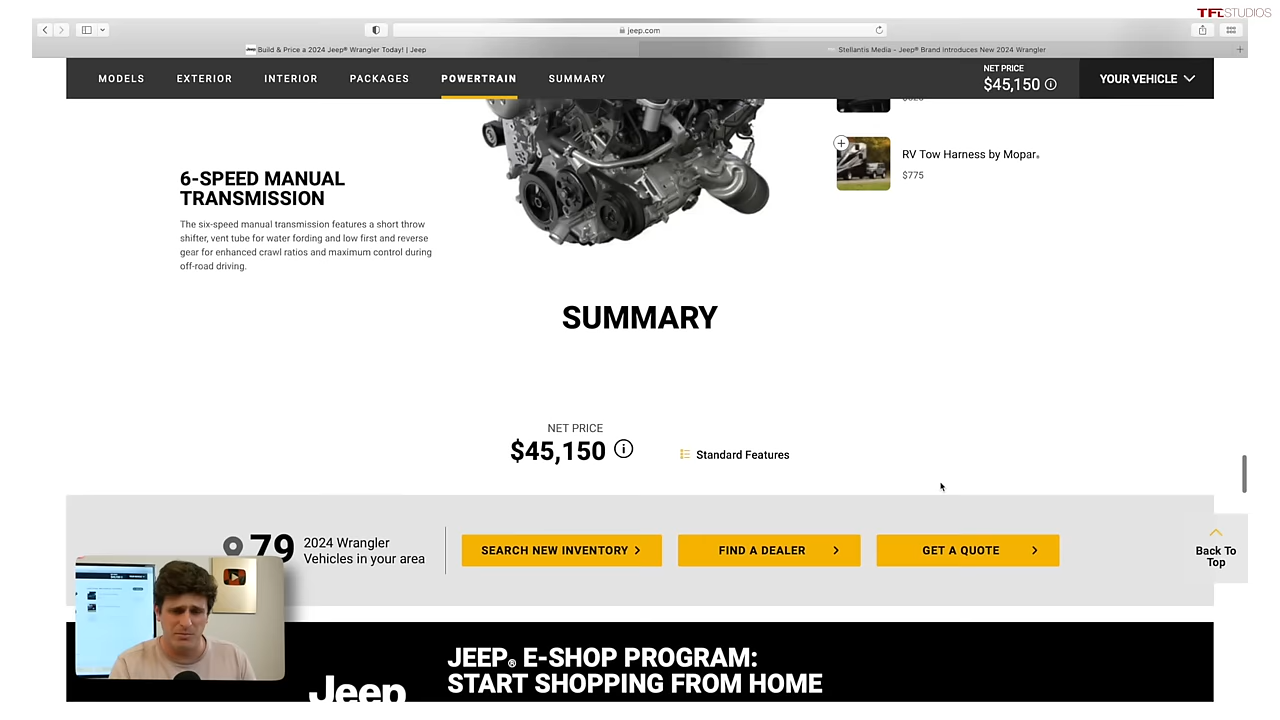 TFLSTUDIOS
jeep.com
Build & Price a 2024 Jeep® Wrangler Today! | Jeep
Stellantis Media - Jeep® Brand Introduces New 2024 Wrangler
MODELS
EXTERIOR
INTERIOR
PACKAGES
POWERTRAIN
SUMMARY
NET PRICE
$45,150
YOUR VEHICLE
RV Tow Harness by Mopar®
$775
6-SPEED MANUAL
TRANSMISSION
The six-speed manual transmission features a short throw
shifter, vent tube for water fording and low first and reverse
gear for enhanced crawl ratios and maximum control during
off-road driving.
SUMMARY
NET PRICE
$45,150
Standard Features
79
2024 Wrangler
Vehicles in your area
SEARCH NEW INVENTORY
FIND A DEALER
GET A QUOTE
Back To
Top
Jeep
JEEP® E-SHOP PROGRAM:
START SHOPPING FROM HOME